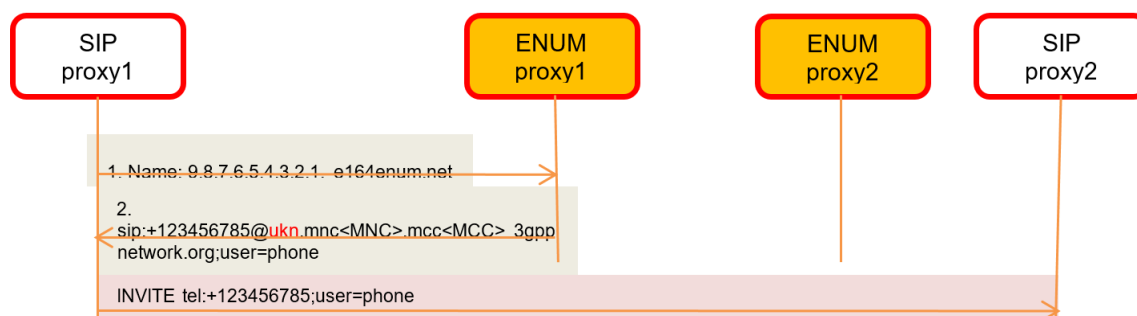 SIP
proxy1
ENUM
proxy1
ENUM
proxy2
SIP
proxy2
1. Name: 9.8.7.6.5.4.3.2.1. e164enum.net
2.
sip:+123456785@ukn.mnc<MNC>.mcc<MCC> 3gpp
network.org;user=phone
INVITE tel:+123456785;user=phone